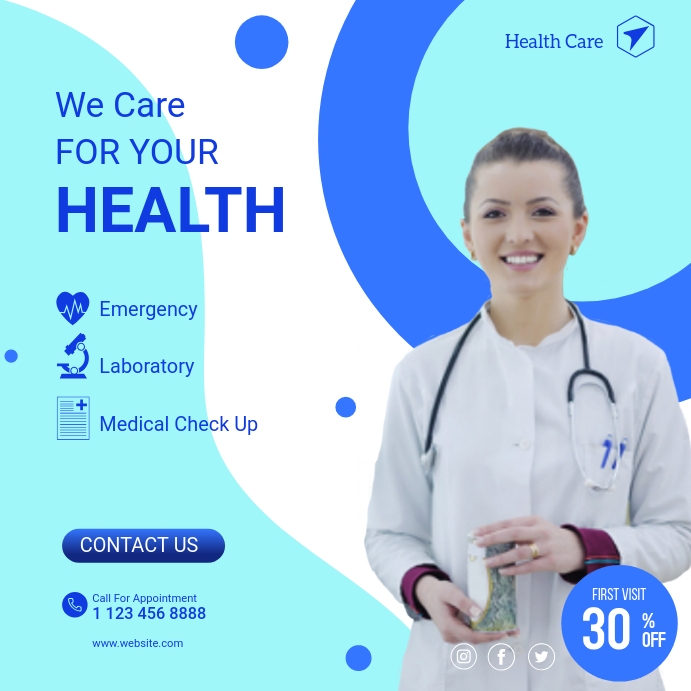 Health Care
We Care
FOR YOUR
HEALTH
Emergency
Laboratory
Medical Check Up
CONTACT US
Call For Appointment
1 123 456 8888
www.website.com
FIRST VISIT
30 % OFF